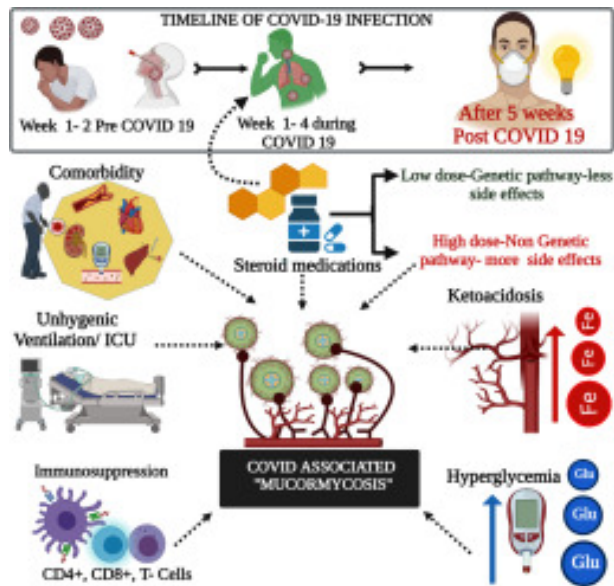 TIMELINE OF COVID-19 INFECTION
Week 1- 2 Pre COVID 19
Week 1- 4 during
COVID 19
After 5 weeks
Post COVID 19
Comorbidity
Steroid medications
Low dose-Genetic pathway-less
side effects
High dose-Non Genetic
pathway- more side effects
Unhygenic
Ventilation/ ICU
Ketoacidosis
Fe
Fe
Fe
COVID ASSOCIATED
"MUCORMYCOSIS"
Immunosuppression
CD4+, CD8+, T- Cells
Hyperglycemia
Glu
Glu
Glu